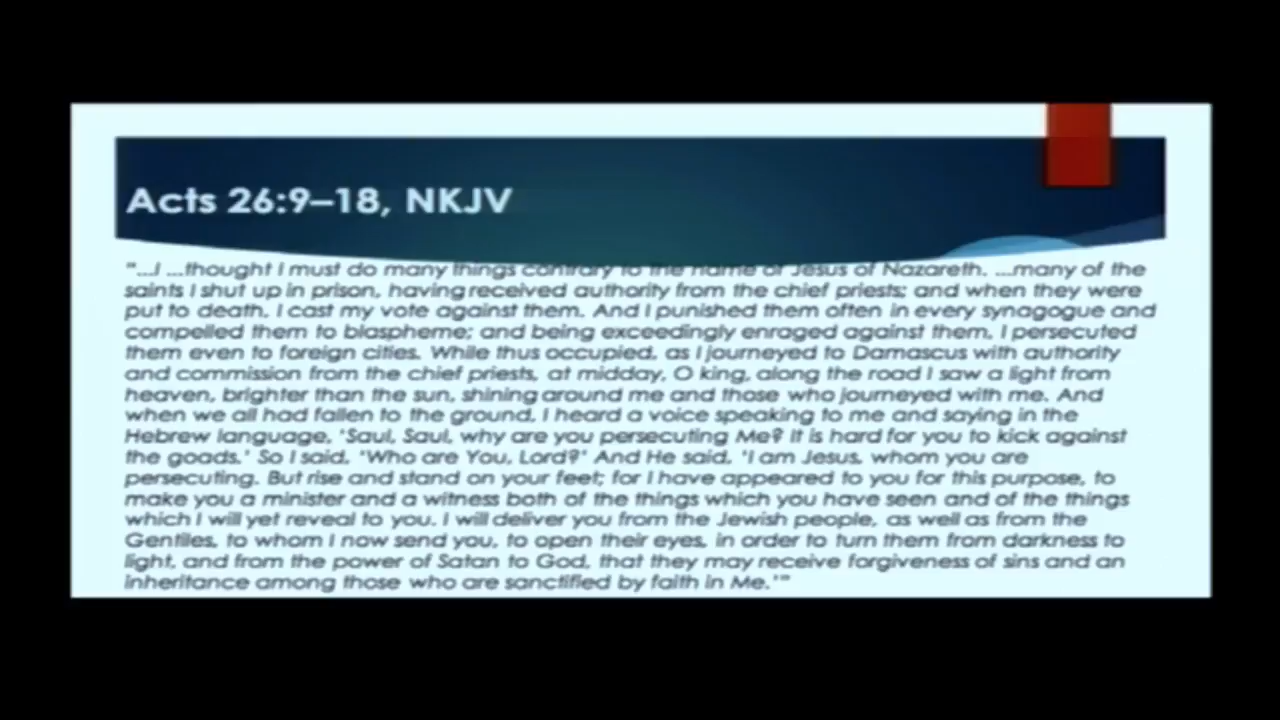 Acts 26:9–18, NKJV
“...I ...thought I must do many things contrary to the name of Jesus of Nazareth. ...many of the
saints I shut up in prison, having received authority from the chief priests; and when they were
put to death, I cast my vote against them. And I punished them often in every synagogue and
compelled them to blaspheme; and being exceedingly enraged against them, I persecuted
them even to foreign cities. While thus occupied, as I journeyed to Damascus with authority
and commission from the chief priests, at midday, O king, along the road I saw a light from
heaven, brighter than the sun, shining around me and those who journeyed with me. And
when we all had fallen to the ground, I heard a voice speaking to me and saying in the
Hebrew language, ‘Saul, Saul, why are you persecuting Me? It is hard for you to kick against
the goads.’ So I said, ‘Who are You, Lord?’ And He said, ‘I am Jesus, whom you are
persecuting. But rise and stand on your feet; for I have appeared to you for this purpose, to
make you a minister and a witness both of the things which you have seen and of the things
which I will yet reveal to you. I will deliver you from the Jewish people, as well as from the
Gentiles, to whom I now send you, to open their eyes, in order to turn them from darkness to
light, and from the power of Satan to God, that they may receive forgiveness of sins and an
inheritance among those who are sanctified by faith in Me.’”